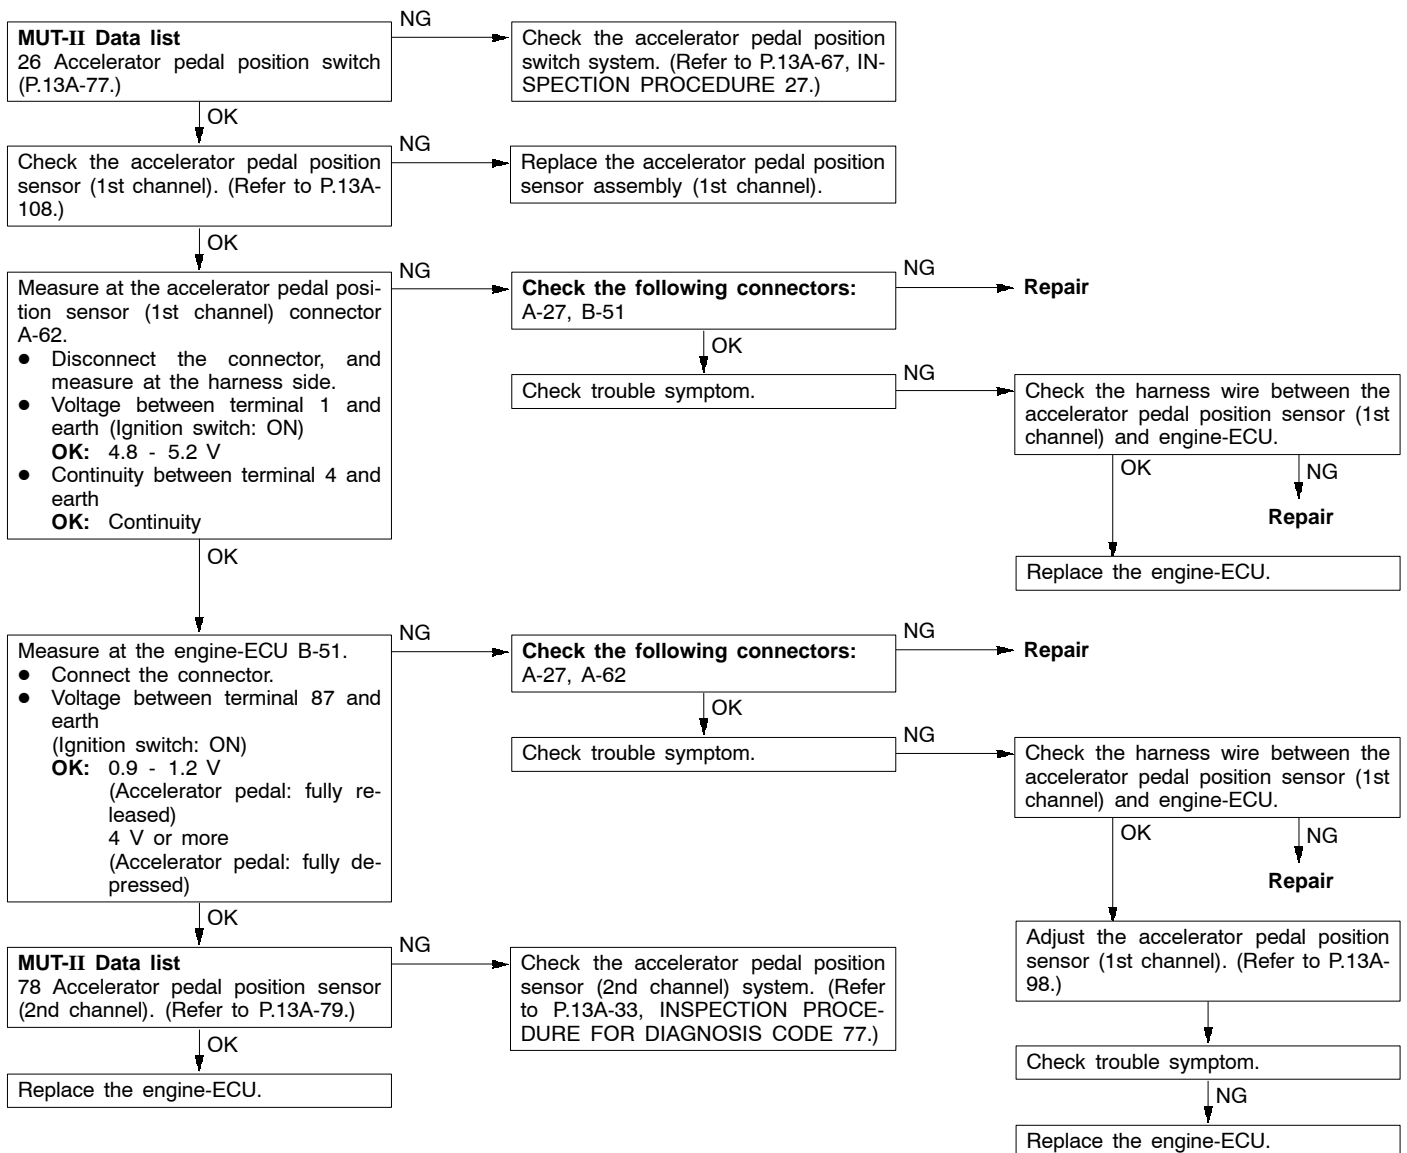 MUT-II Data list
26 Accelerator pedal position switch
(P.13A-77.)
NG
Check the accelerator pedal position
switch system. (Refer to P.13A-67, IN-
SPECTION PROCEDURE 27.)
OK
Check the accelerator pedal position
sensor (1st channel). (Refer to P.13A-
108.)
NG
Replace the accelerator pedal position
sensor assembly (1st channel).
OK
Measure at the accelerator pedal posi-
tion sensor (1st channel) connector
A-62.
● Disconnect the connector, and
measure at the harness side.
● Voltage between terminal 1 and
earth (Ignition switch: ON)
OK: 4.8 - 5.2 V
● Continuity between terminal 4 and
earth
OK: Continuity
NG
Check the following connectors:
A-27, B-51
NG
Repair
OK
Check trouble symptom.
NG
Check the harness wire between the
accelerator pedal position sensor (1st
channel) and engine-ECU.
OK
NG
Repair
Replace the engine-ECU.
OK
Measure at the engine-ECU B-51.
● Connect the connector.
● Voltage between terminal 87 and
earth
(Ignition switch: ON)
OK: 0.9 - 1.2 V
(Accelerator pedal: fully re-
leased)
4 V or more
(Accelerator pedal: fully de-
pressed)
NG
Check the following connectors:
A-27, A-62
NG
Repair
OK
Check trouble symptom.
NG
Check the harness wire between the
accelerator pedal position sensor (1st
channel) and engine-ECU.
OK
NG
Repair
Adjust the accelerator pedal position
sensor (1st channel). (Refer to P.13A-
98.)
Check trouble symptom.
NG
Replace the engine-ECU.
OK
MUT-II Data list
78 Accelerator pedal position sensor
(2nd channel). (Refer to P.13A-79.)
NG
Check the accelerator pedal position
sensor (2nd channel) system. (Refer
to P.13A-33, INSPECTION PROCE-
DURE FOR DIAGNOSIS CODE 77.)
OK
Replace the engine-ECU.